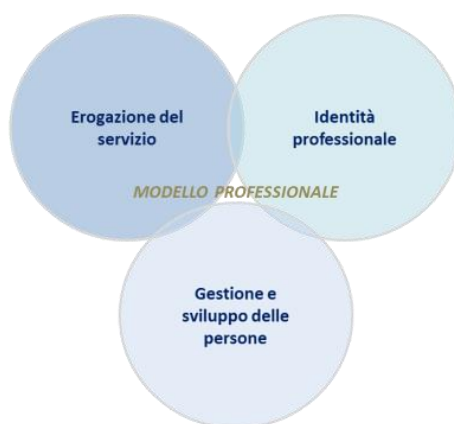 Erogazione del
servizio
Identità
professionale
MODELLO PROFESSIONALE
Gestione e
sviluppo delle
persone